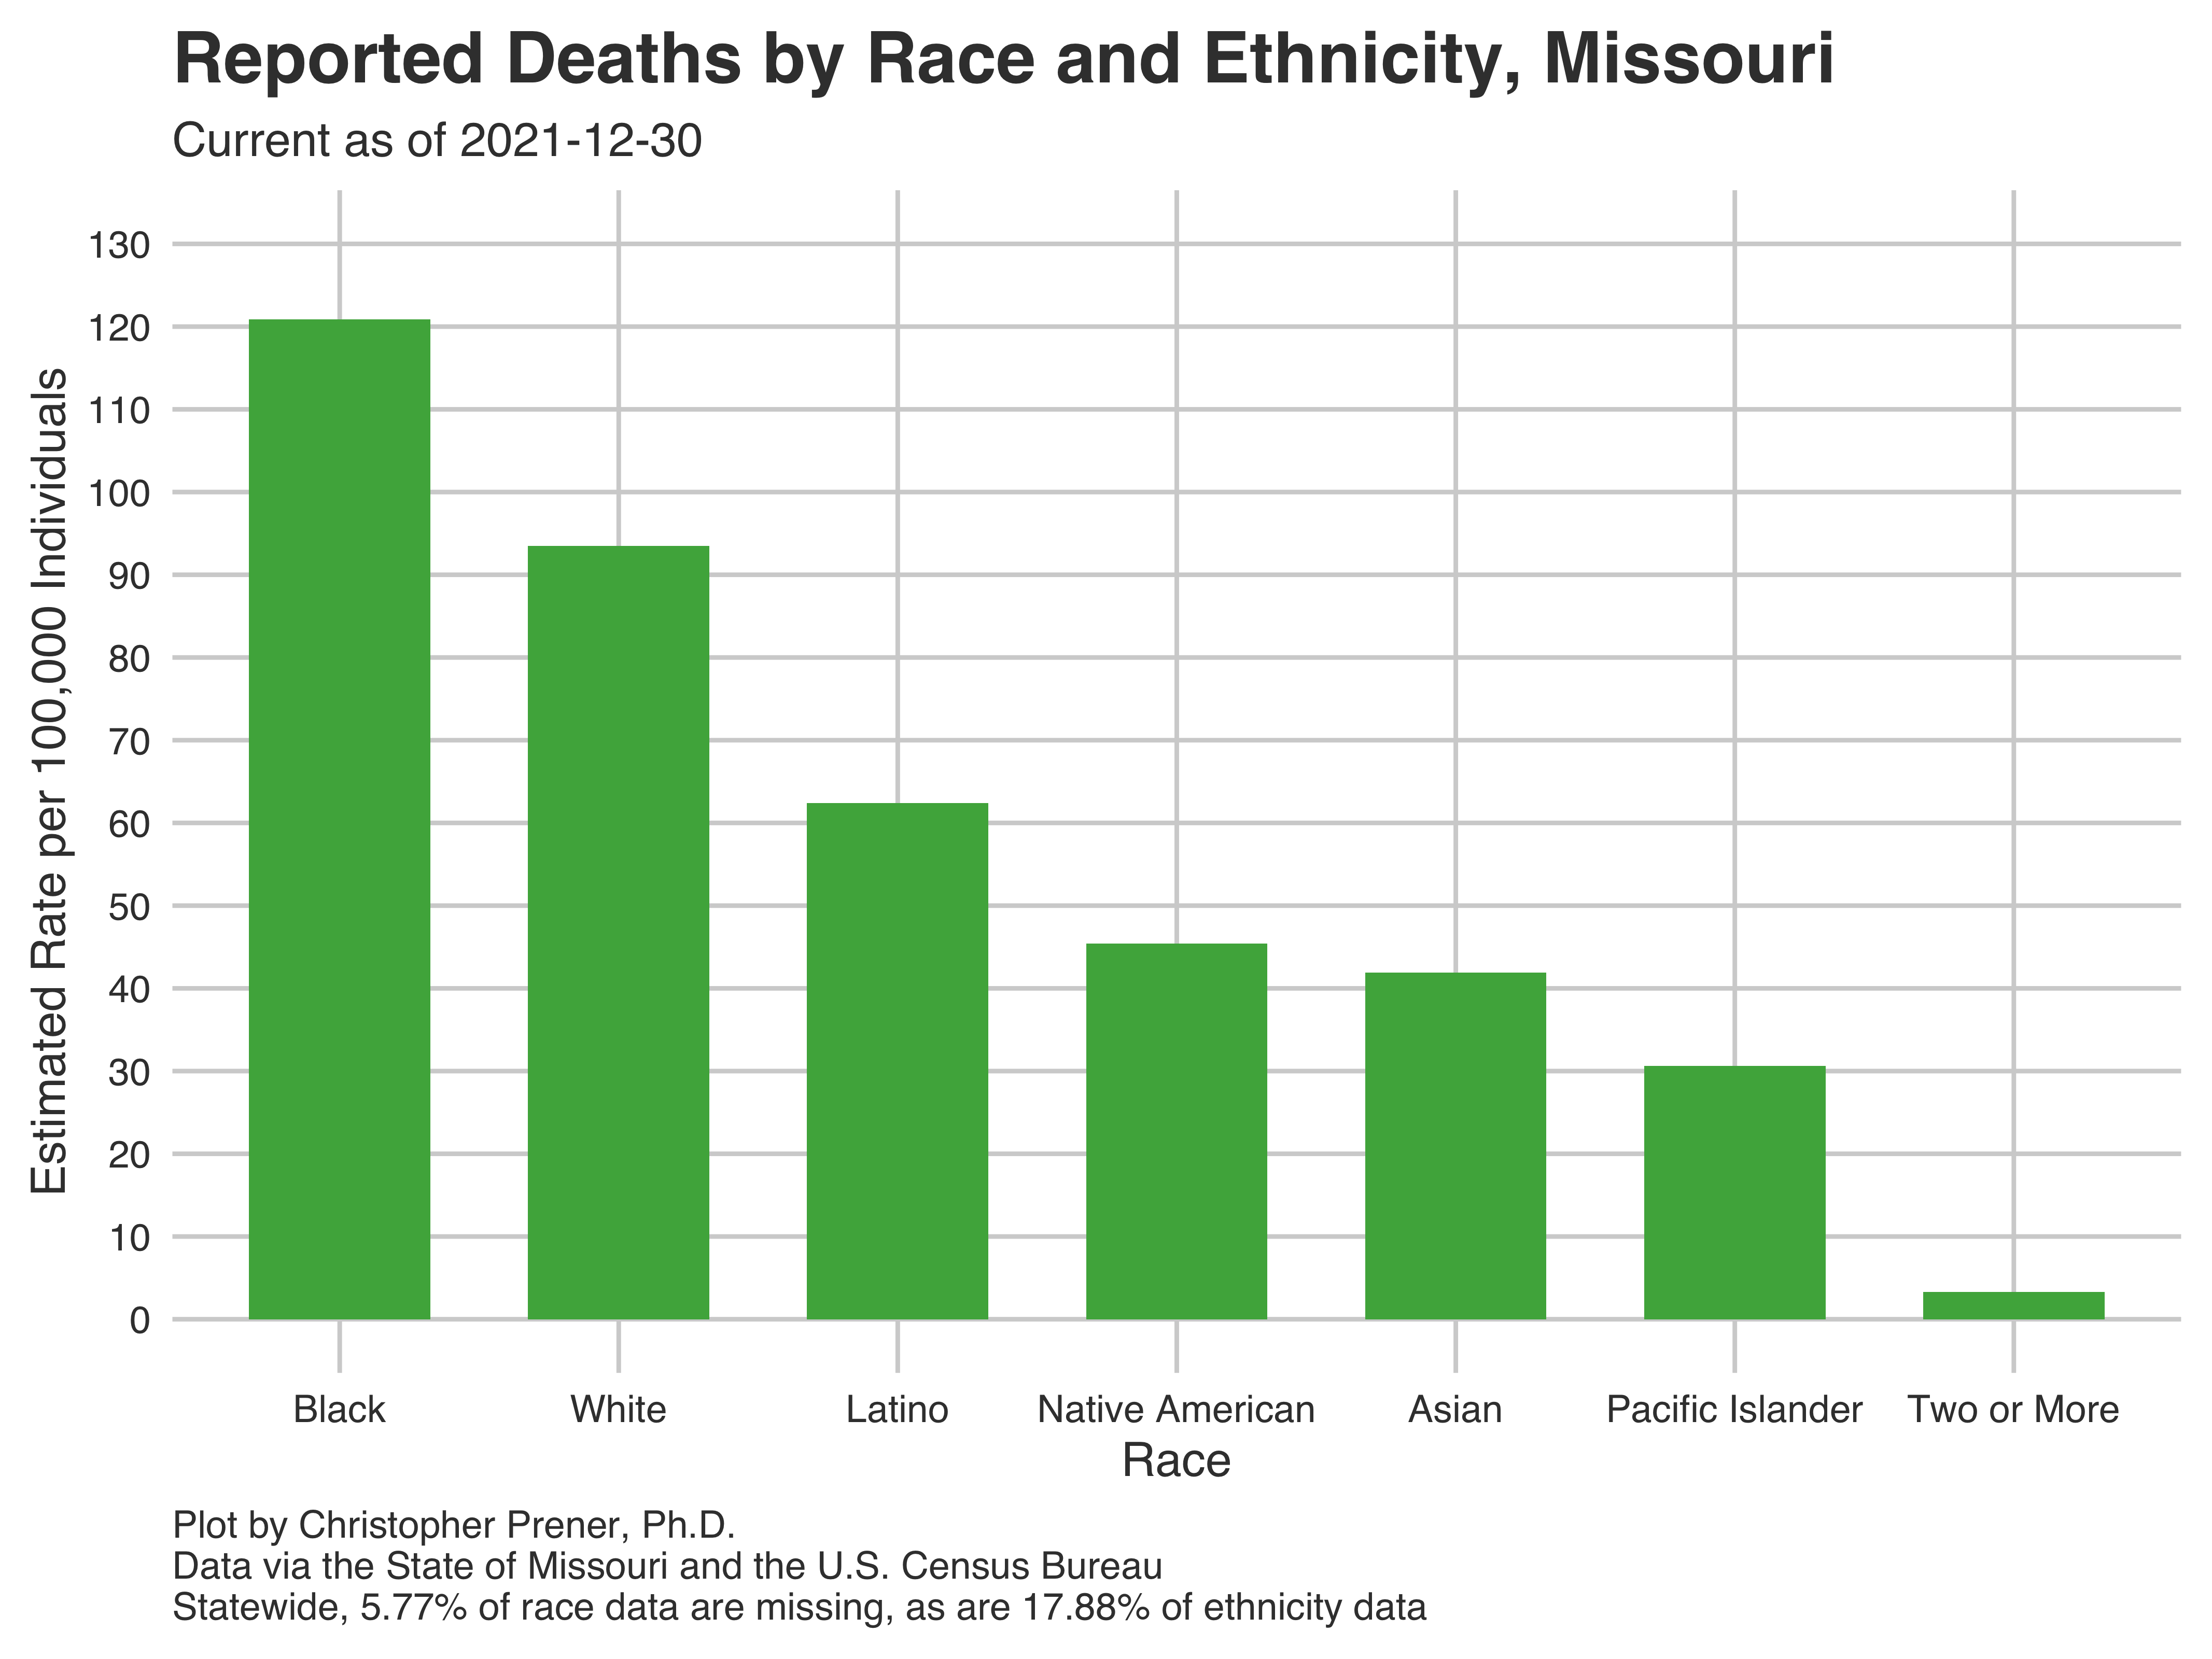 Reported Deaths by Race and Ethnicity, Missouri
Current as of 2021-12-30
Estimated Rate per 100,000 Individuals
130
120
110
100
90
80
70
60
50
40
30
20
10
0
Black White Latino Native American Asian Pacific Islander Two or More
Race
Plot by Christopher Prener, Ph.D.
Data via the State of Missouri and the U.S. Census Bureau
Statewide, 5.77% of race data are missing, as are 17.88% of ethnicity data